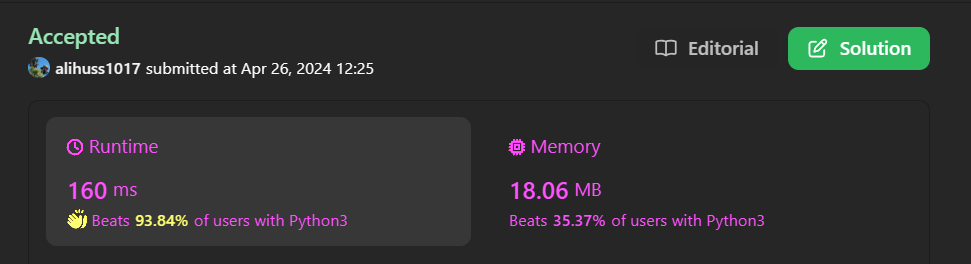 Accepted
Editorial
Solution
alihuss1017 submitted at Apr 26, 2024 12:25
Runtime
160 ms
Beats 93.84% of users with Python3
Memory
18.06 MB
Beats 35.37% of users with Python3